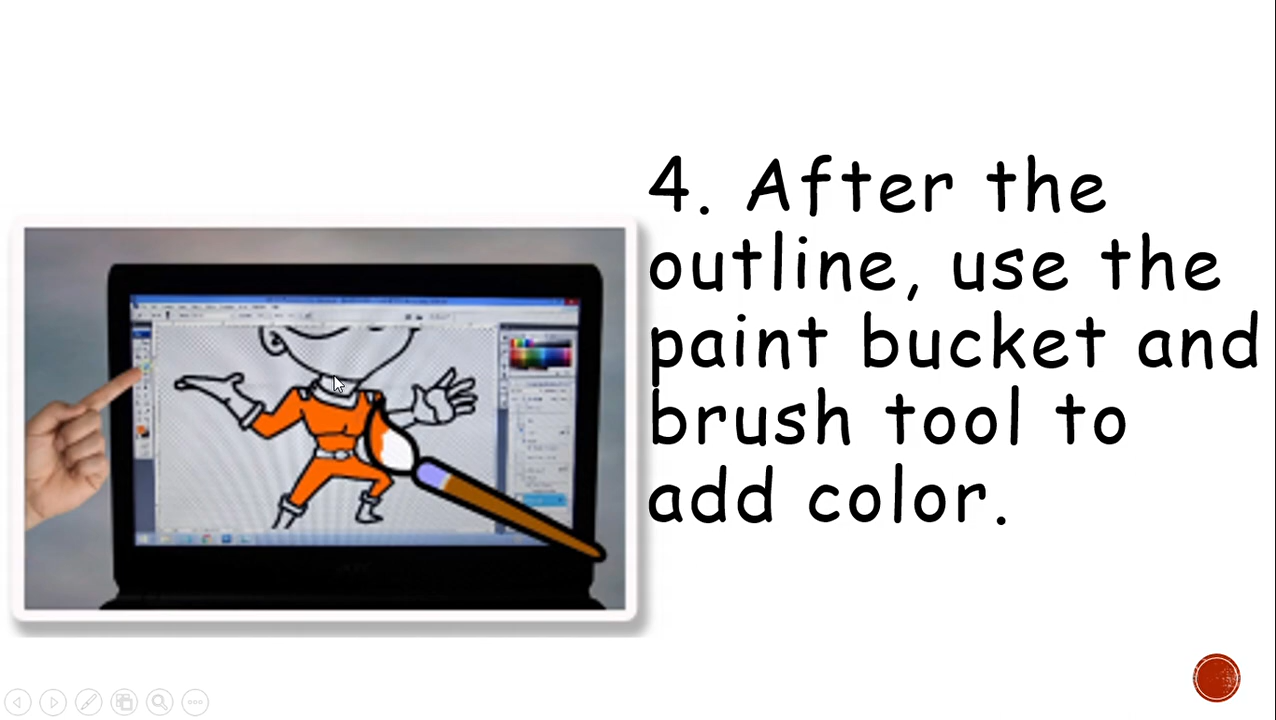 4. After the
outline, use the
paint bucket and
brush tool to
add color.